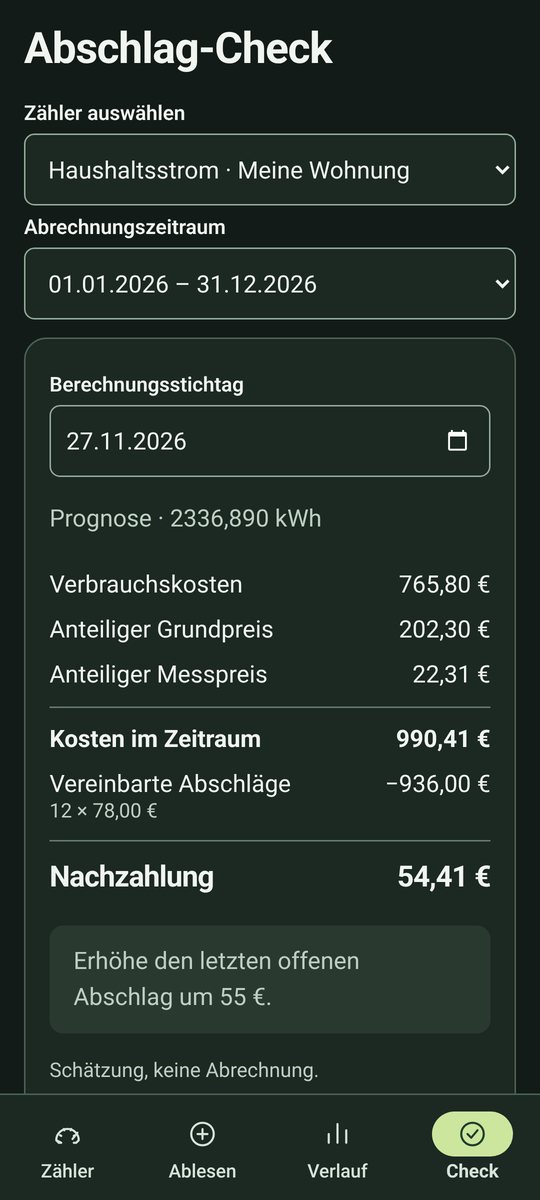 Abschlag-Check
Zähler auswählen
Haushaltsstrom · Meine Wohnung
Abrechnungszeitraum
01.01.2026 – 31.12.2026
Berechnungsstichtag
27.11.2026
Prognose · 2336,890 kWh
Verbrauchskosten 765,80 €
Anteiliger Grundpreis 202,30 €
Anteiliger Messpreis 22,31 €
Kosten im Zeitraum 990,41 €
Vereinbarte Abschläge −936,00 €
12 × 78,00 €
Nachzahlung 54,41 €
Erhöhe den letzten offenen
Abschlag um 55 €.
Schätzung, keine Abrechnung.
Zähler Ablesen Verlauf Check